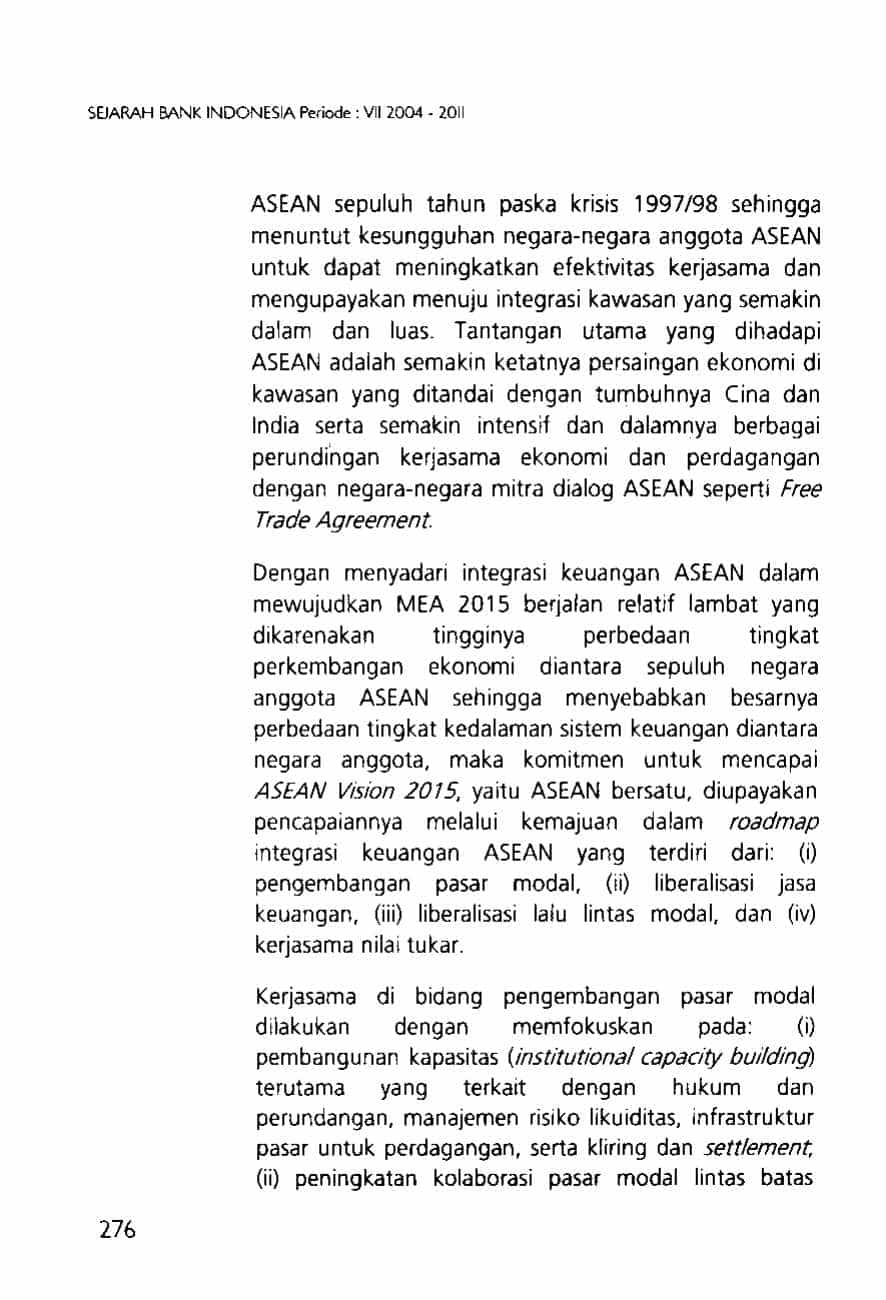 SEJARAH BANK INDONESIA Periode : VII 2004 - 2011
ASEAN sepuluh tahun paska krisis 1997/98 sehingga
menuntut kesungguhan negara-negara anggota ASEAN
untuk dapat meningkatkan efektivitas kerjasama dan
mengupayakan menuju integrasi kawasan yang semakin
dalam dan luas. Tantangan utama yang dihadapi
ASEAN adalah semakin ketatnya persaingan ekonomi di
kawasan yang ditandai dengan tumbuhnya Cina dan
India serta semakin intensif dan dalamnya berbagai
perundingan kerjasama ekonomi dan perdagangan
dengan negara-negara mitra dialog ASEAN seperti Free
Trade Agreement.
Dengan menyadari integrasi keuangan ASEAN dalam
mewujudkan MEA 2015 berjalan relatif lambat yang
dikarenakan tingginya perbedaan tingkat
perkembangan ekonomi diantara sepuluh negara
anggota ASEAN sehingga menyebabkan besarnya
perbedaan tingkat kedalaman sistem keuangan diantara
negara anggota, maka komitmen untuk mencapai
ASEAN Vision 2015, yaitu ASEAN bersatu, diupayakan
pencapaiannya melalui kemajuan dalam roadmap
integrasi keuangan ASEAN yang terdiri dari: (i)
pengembangan pasar modal, (ii) liberalisasi jasa
keuangan, (iii) liberalisasi lalu lintas modal, dan (iv)
kerjasama nilai tukar.
Kerjasama di bidang pengembangan pasar modal
dilakukan dengan memfokuskan pada: (i)
pembangunan kapasitas (institutional capacity building)
terutama yang terkait dengan hukum dan
perundangan, manajemen risiko likuiditas, infrastruktur
pasar untuk perdagangan, serta kliring dan settlement;
(ii) peningkatan kolaborasi pasar modal lintas batas
276